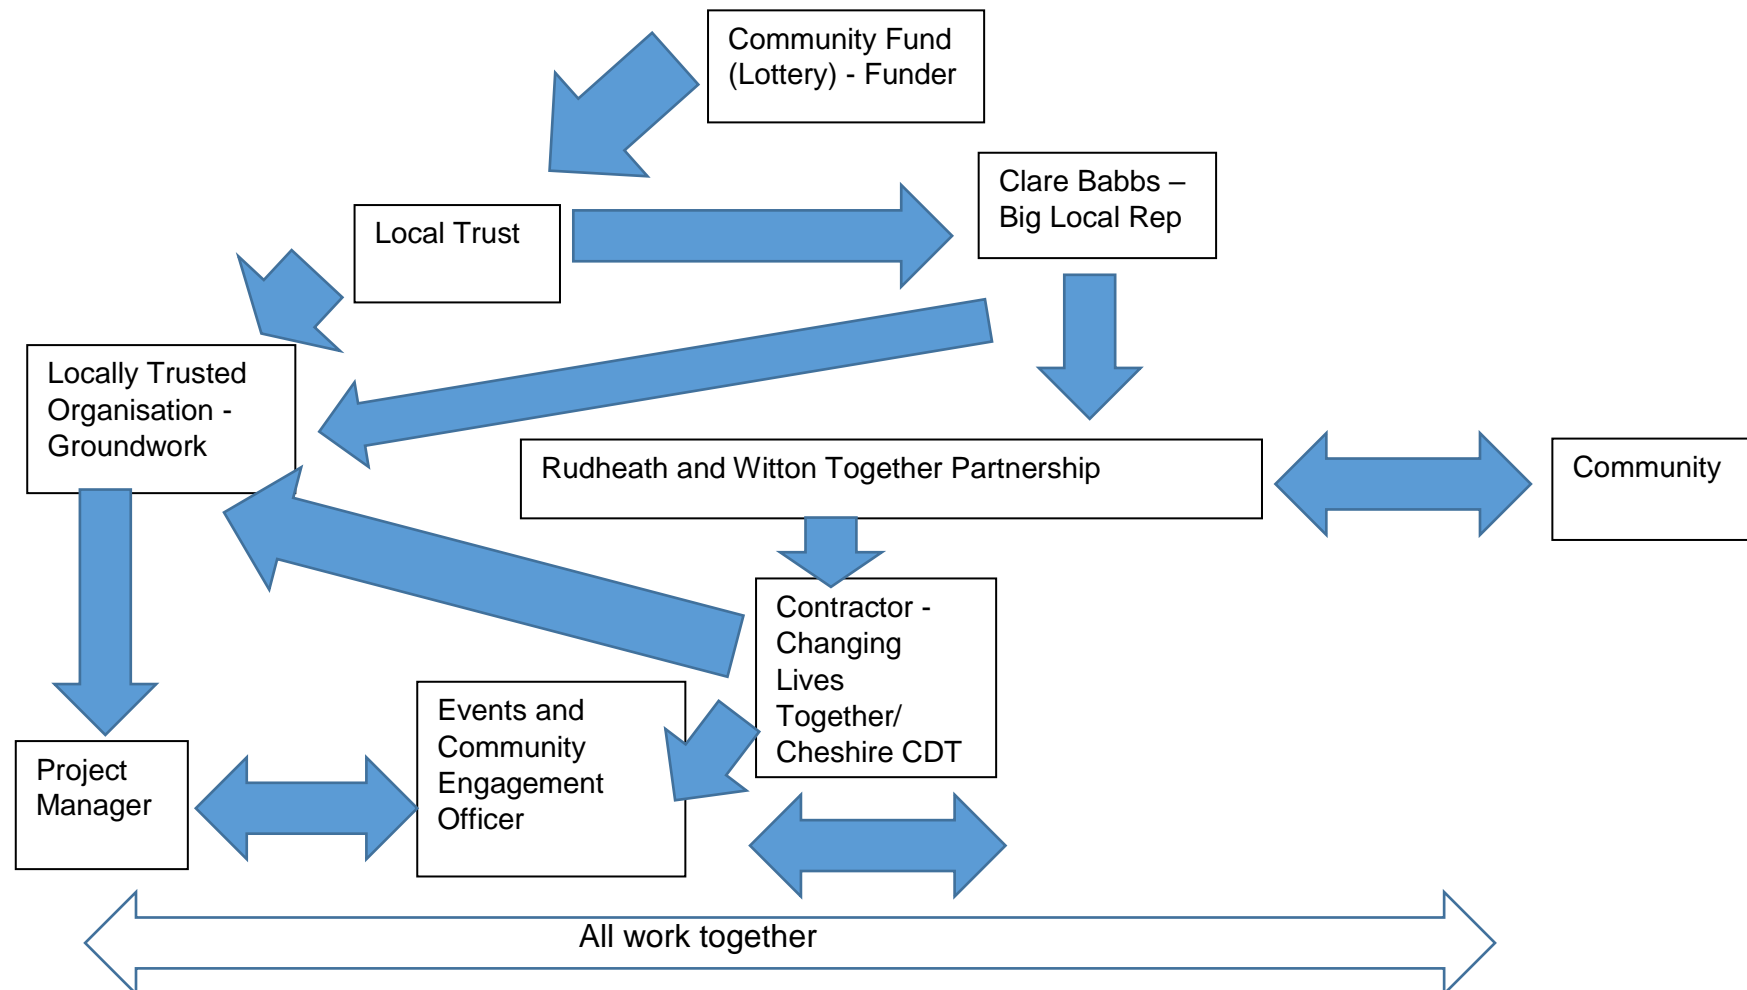 Community Fund
(Lottery) - Funder
Clare Babbs –
Big Local Rep
Local Trust
Locally Trusted
Organisation -
Groundwork
Rudheath and Witton Together Partnership
Community
Contractor -
Changing
Lives
Together/
Cheshire CDT
Events and
Community
Engagement
Officer
Project
Manager
All work together